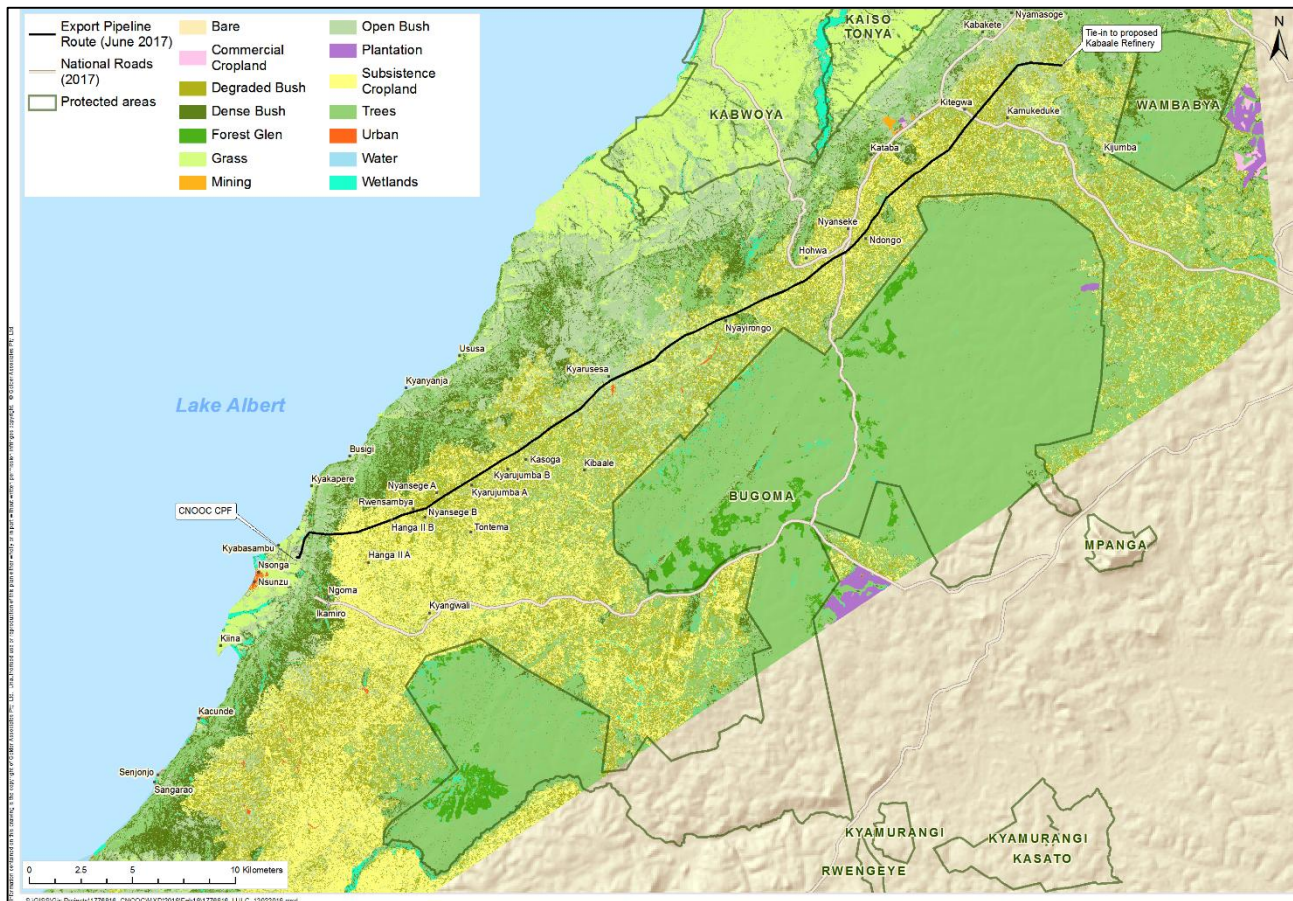 Export Pipeline
Route (June 2017)
National Roads
(2017)
Protected areas
Bare
Commercial
Cropland
Degraded Bush
Dense Bush
Forest Glen
Grass
Mining
Open Bush
Plantation
Subsistence
Cropland
Trees
Urban
Water
Wetlands
N
KAISO
TONYA
Nyamasoge
Kabakete
Tie-in to proposed
Kabaale Refinery
KABWOYA
Kitegwa
Kamukeduke
WAMBABYA
Kataba
Kijumba
Nyanseke
Ndongo
Hohwa
Nyayirongo
Ususa
Kyarusesa
Kyanyanja
Lake Albert
Busigi
Kasoga
Kibaale
Kyarujumba B
Kyakapere
Nyansege A
Kyarujumba A
BUGOMA
Rwensambya
CNOOC CPF
Nyansege B
Hanga II B
Tontema
Kyabasambu
MPANGA
Hanga II A
Nsonga
Nsunzu
Ngoma
Ikamiro
Kyangwali
Kiina
Kacunde
Senjonjo
Sangarao
KYAMURANGI
KYAMURANGI
KASATO
RWENGEYE
0 2.5 5 10 Kilometers